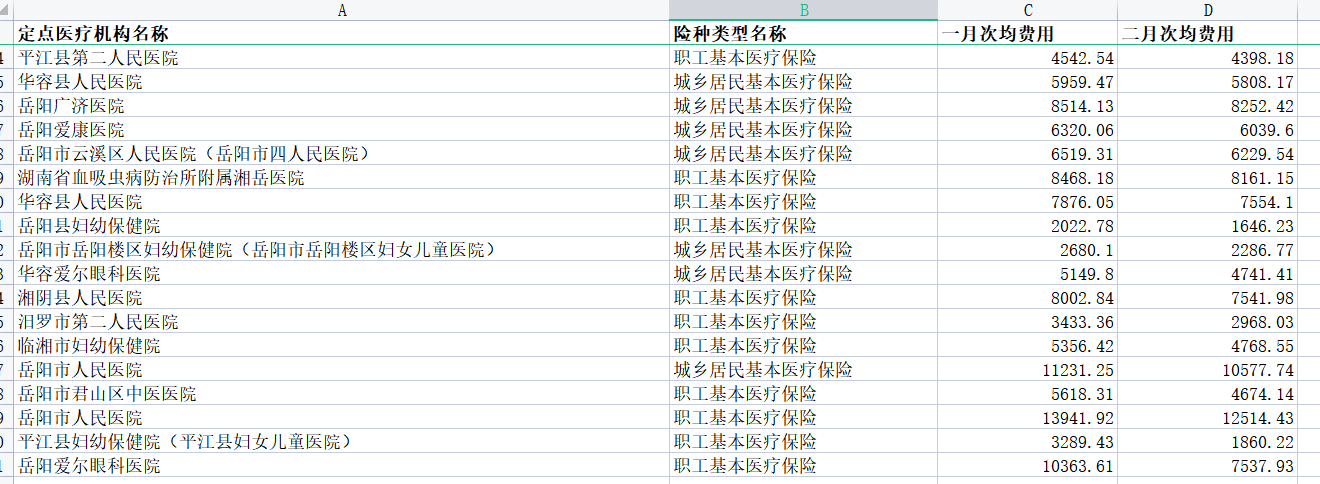 A B C D
定点医疗机构名称 险种类型名称 一月次均费用 二月次均费用
4 平江县第二人民医院 职工基本医疗保险 4542.54 4398.18
5 华容县人民医院 城乡居民基本医疗保险 5959.47 5808.17
6 岳阳广济医院 城乡居民基本医疗保险 8514.13 8252.42
7 岳阳爱康医院 城乡居民基本医疗保险 6320.06 6039.6
8 岳阳市云溪区人民医院（岳阳市四人民医院） 城乡居民基本医疗保险 6519.31 6229.54
9 湖南省血吸虫病防治所附属湘岳医院 职工基本医疗保险 8468.18 8161.15
0 华容县人民医院 职工基本医疗保险 7876.05 7554.1
1 岳阳县妇幼保健院 职工基本医疗保险 2022.78 1646.23
2 岳阳市岳阳楼区妇幼保健院（岳阳市岳阳楼区妇女儿童医院） 城乡居民基本医疗保险 2680.1 2286.77
3 华容爱尔眼科医院 城乡居民基本医疗保险 5149.8 4741.41
4 湘阴县人民医院 职工基本医疗保险 8002.84 7541.98
5 汨罗市第二人民医院 职工基本医疗保险 3433.36 2968.03
6 临湘市妇幼保健院 职工基本医疗保险 5356.42 4768.55
7 岳阳市人民医院 城乡居民基本医疗保险 11231.25 10577.74
8 岳阳市君山区中医医院 职工基本医疗保险 5618.31 4674.14
9 岳阳市人民医院 职工基本医疗保险 13941.92 12514.43
0 平江县妇幼保健院（平江县妇女儿童医院） 职工基本医疗保险 3289.43 1860.22
1 岳阳爱尔眼科医院 职工基本医疗保险 10363.61 7537.93